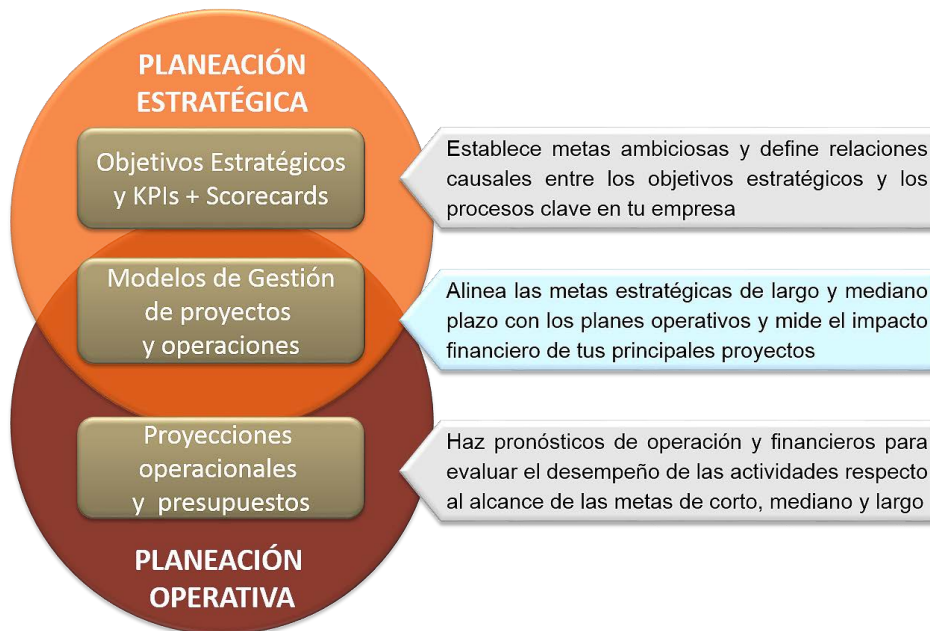 PLANEACIÓN
ESTRATÉGICA
Objetivos Estratégicos
y KPIs + Scorecards
Establece metas ambiciosas y define relaciones
causales entre los objetivos estratégicos y los
procesos clave en tu empresa
Modelos de Gestión
de proyectos
y operaciones
Alinea las metas estratégicas de largo y mediano
plazo con los planes operativos y mide el impacto
financiero de tus principales proyectos
Proyecciones
operacionales
y presupuestos
Haz pronósticos de operación y financieros para
evaluar el desempeño de las actividades respecto
al alcance de las metas de corto, mediano y largo
PLANEACIÓN
OPERATIVA